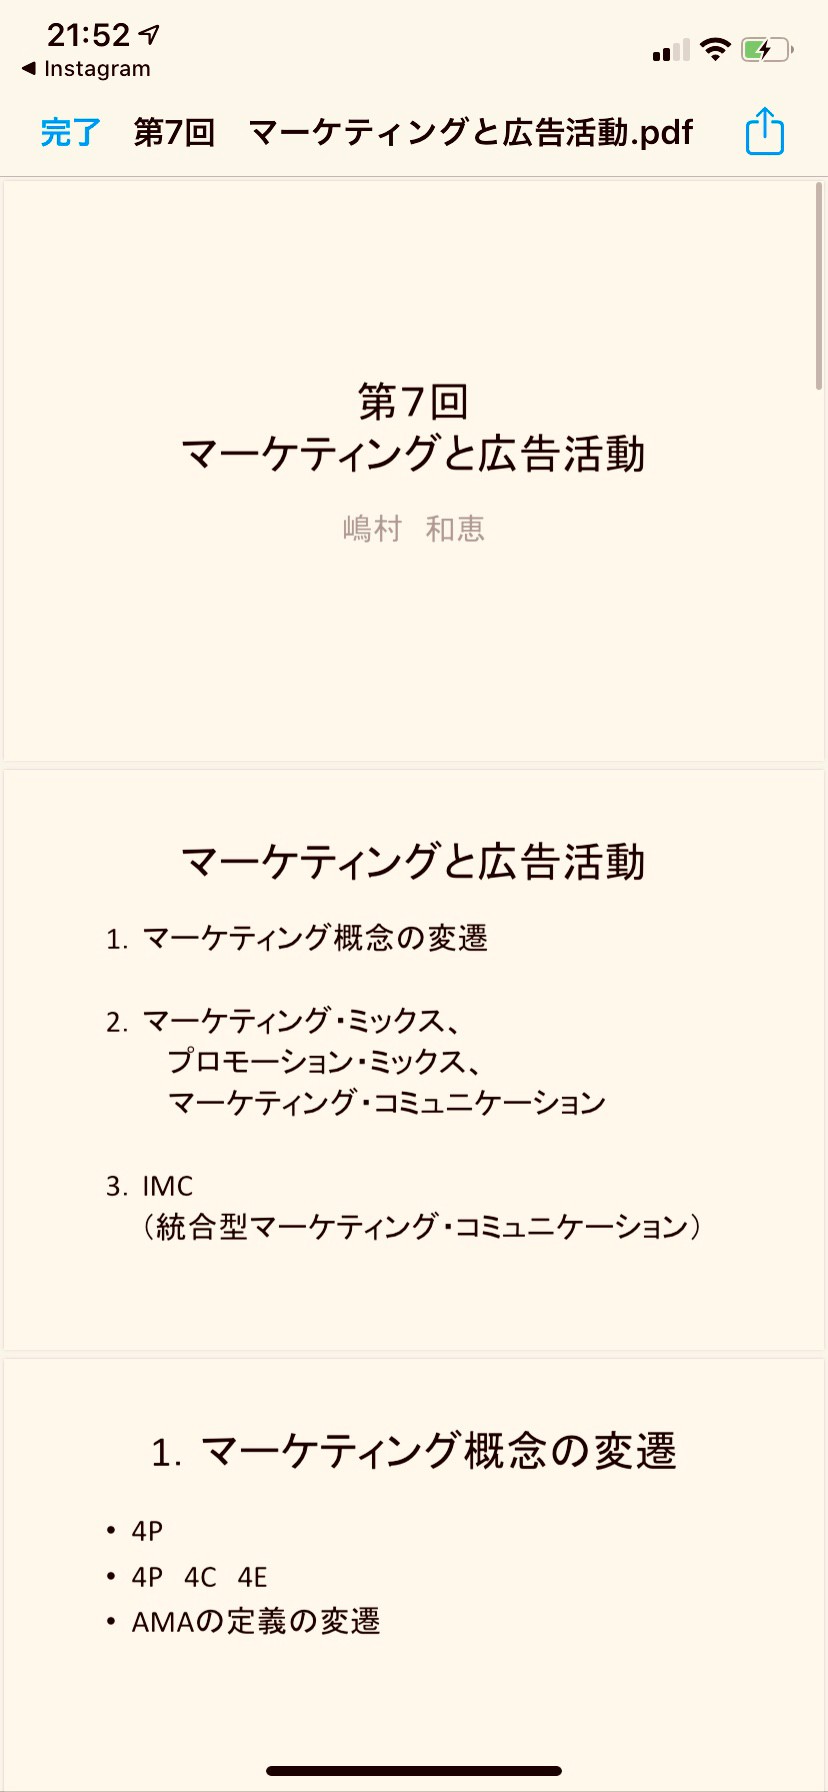 21:52
◀ Instagram
完了 第7回　マーケティングと広告活動.pdf
第7回
マーケティングと広告活動
嶋村　和恵
マーケティングと広告活動
1. マーケティング概念の変遷
2. マーケティング・ミックス、
プロモーション・ミックス、
マーケティング・コミュニケーション
3. IMC
（統合型マーケティング・コミュニケーション）
1. マーケティング概念の変遷
• 4P
• 4P 4C 4E
• AMAの定義の変遷